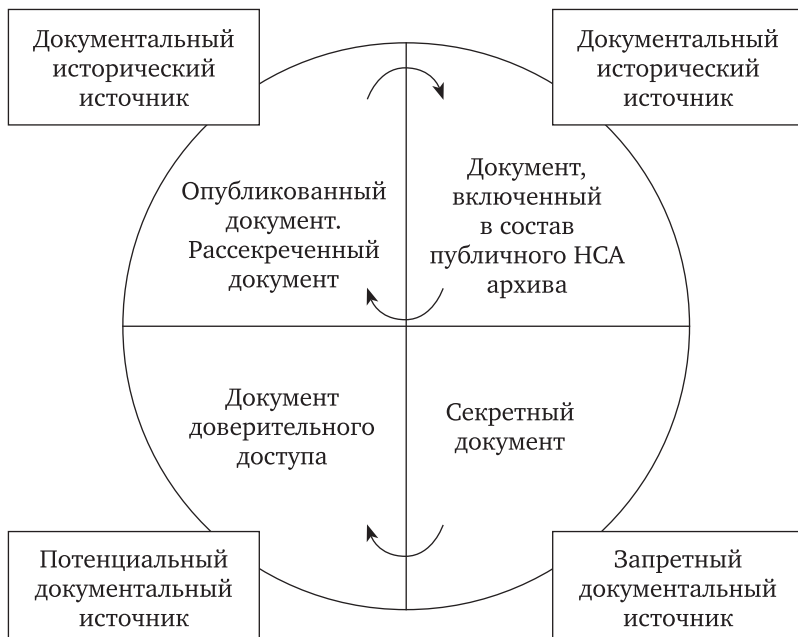 Документальный
исторический
источник
Документальный
исторический
источник
Опубликованный
документ.
Рассекреченный
документ
Документ,
включенный
в состав
публичного НСА
архива
Документ
доверительного
доступа
Секретный
документ
Потенциальный
документальный
источник
Запретный
документальный
источник